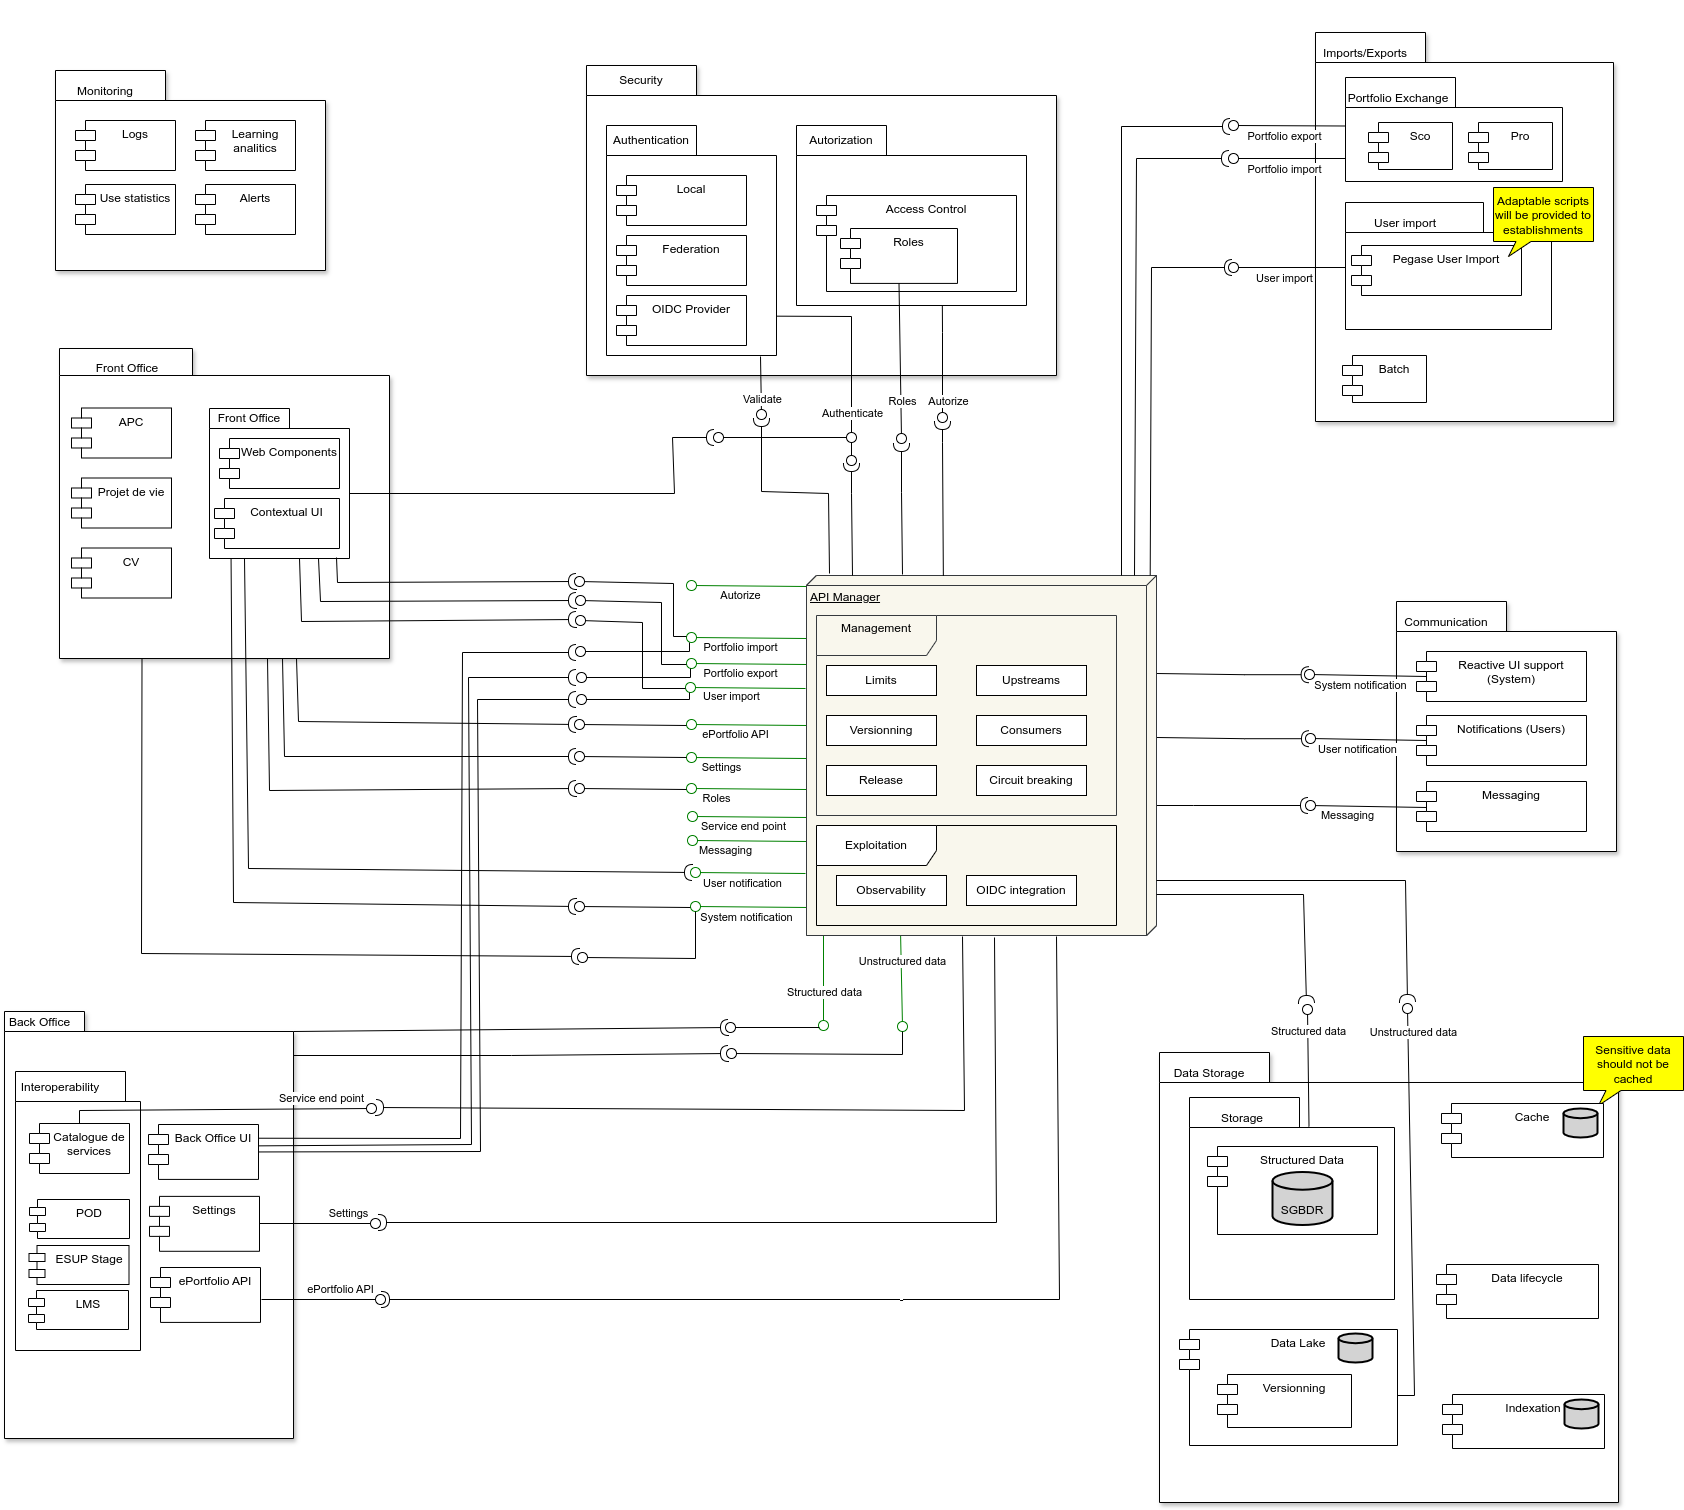 Monitoring
Logs
Learning
analitics
Use statistics
Alerts
Security
Authentication
Local
Federation
OIDC Provider
Autorization
Access Control
Roles
Imports/Exports
Portfolio Exchange
Sco
Pro
Portfolio export
Portfolio import
Adaptable scripts
will be provided to
establishments
User import
Pegase User Import
User import
Batch
Front Office
APC
Projet de vie
CV
Front Office
Web Components
Contextual UI
Validate
Authenticate
Roles
Autorize
Autorize
Portfolio import
Portfolio export
User import
ePortfolio API
Settings
Roles
Service end point
Messaging
User notification
System notification
API Manager
Management
Limits
Upstreams
Versionning
Consumers
Release
Circuit breaking
Exploitation
Observability
OIDC integration
Communication
Reactive UI support
(System)
System notification
Notifications (Users)
User notification
Messaging
Messaging
Unstructured data
Structured data
Back Office
Interoperability
Service end point
Catalogue de
services
Back Office UI
POD
Settings
Settings
ESUP Stage
ePortfolio API
ePortfolio API
LMS
Structured data
Unstructured data
Sensitive data
should not be
cached
Data Storage
Storage
Structured Data
SGBDR
Cache
Data lifecycle
Data Lake
Versionning
Indexation